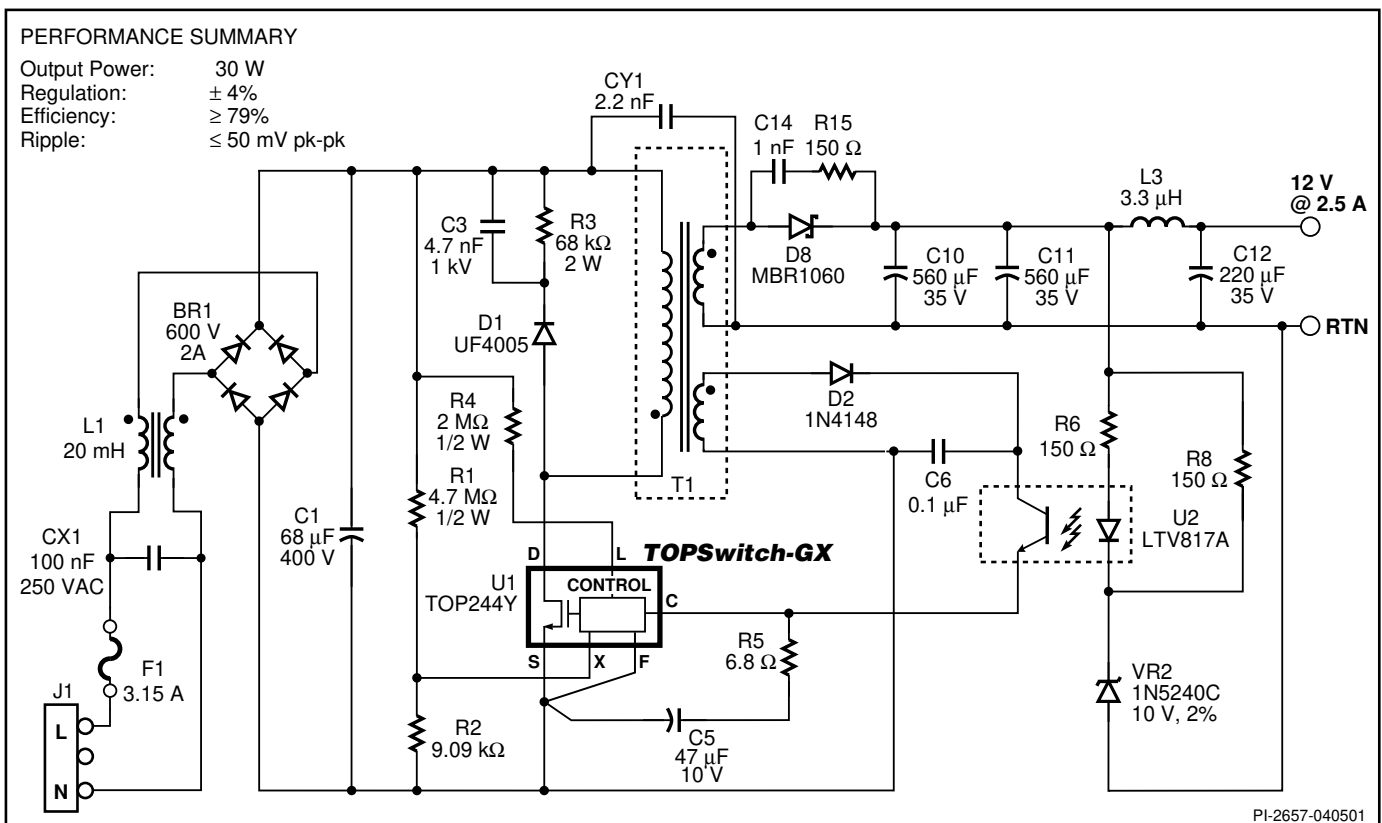 PERFORMANCE SUMMARY
Output Power: 30 W
Regulation: ± 4%
Efficiency: ≥ 79%
Ripple: ≤ 50 mV pk-pk
CY1
2.2 nF
C14
1 nF
R15
150 Ω
L3
3.3 µH
12 V
@ 2.5 A
C3
4.7 nF
1 kV
R3
68 kΩ
2 W
D8
MBR1060
C10
560 µF
35 V
C11
560 µF
35 V
C12
220 µF
35 V
RTN
BR1
600 V
2A
D1
UF4005
D2
1N4148
L1
20 mH
R4
2 MΩ
1/2 W
R1
4.7 MΩ
1/2 W
T1
C6
0.1 µF
R6
150 Ω
R8
150 Ω
U2
LTV817A
CX1
100 nF
250 VAC
C1
68 µF
400 V
D
L
TOPSwitch-GX
U1
TOP244Y
CONTROL
C
S
X
F
R5
6.8 Ω
F1
3.15 A
J1
L
N
R2
9.09 kΩ
C5
47 µF
10 V
VR2
1N5240C
10 V, 2%
PI-2657-040501